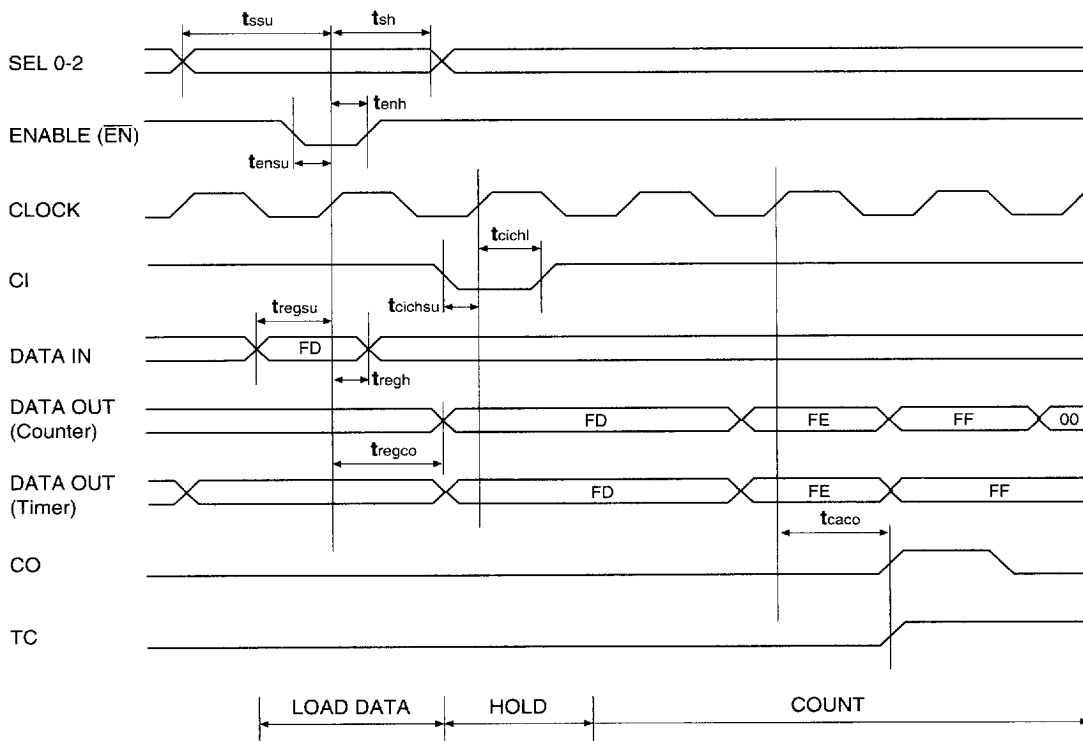 tssu tsh
SEL 0-2
tenh
ENABLE (EN)
tensu
CLOCK
tcichl
CI
tregsu tcichsu
DATA IN FD
tregh
DATA OUT
(Counter) FD FE FF 00
tregco
DATA OUT
(Timer) FD FE FF
tcaco
CO
TC
LOAD DATA HOLD COUNT